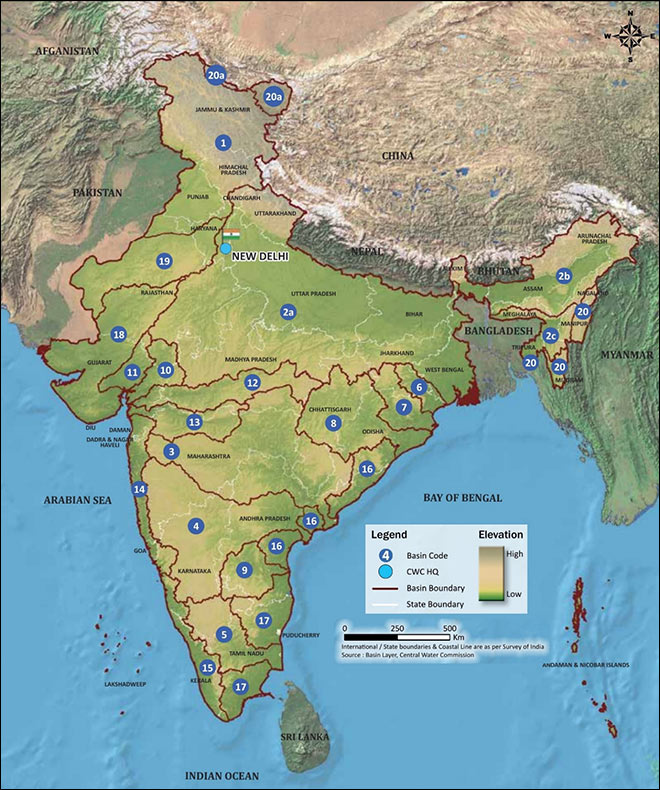 N
W
E
S
AFGANISTAN
20a
20a
JAMMU & KASHMIR
1
CHINA
HIMACHAL
PRADESH
PAKISTAN
PUNJAB
CHANDIGARH
UTTARAKHAND
HARYANA
NEW DELHI
NEPAL
ARUNACHAL
PRADESH
19
SIKKIM
BHUTAN
2b
ASSAM
RAJASTHAN
UTTAR PRADESH
NAGALAND
2a
BIHAR
MEGHALAYA
20
MANIPUR
18
BANGLADESH
2c
TRIPURA
MYANMAR
GUJARAT
MADHYA PRADESH
JHARKHAND
20
20
MIZORAM
11
10
WEST BENGAL
12
6
7
DIU
DAMAN
DADRA & NAGAR
HAVELI
13
CHHATTISGARH
8
ODISHA
3
MAHARASHTRA
16
14
ARABIAN SEA
BAY OF BENGAL
4
ANDHRA PRADESH
16
GOA
16
KARNATAKA
9
Legend
Elevation
4 Basin Code
High
CWC HQ
Basin Boundary
Low
State Boundary
5
17
PUDUCHERRY
0 250 500
Km
TAMIL NADU
International / State boundaries & Coastal Line are as per Survey of India
Source : Basin Layer, Central Water Commission
15
KERALA
17
LAKSHADWEEP
ANDAMAN & NICOBAR ISLANDS
SRI LANKA
INDIAN OCEAN